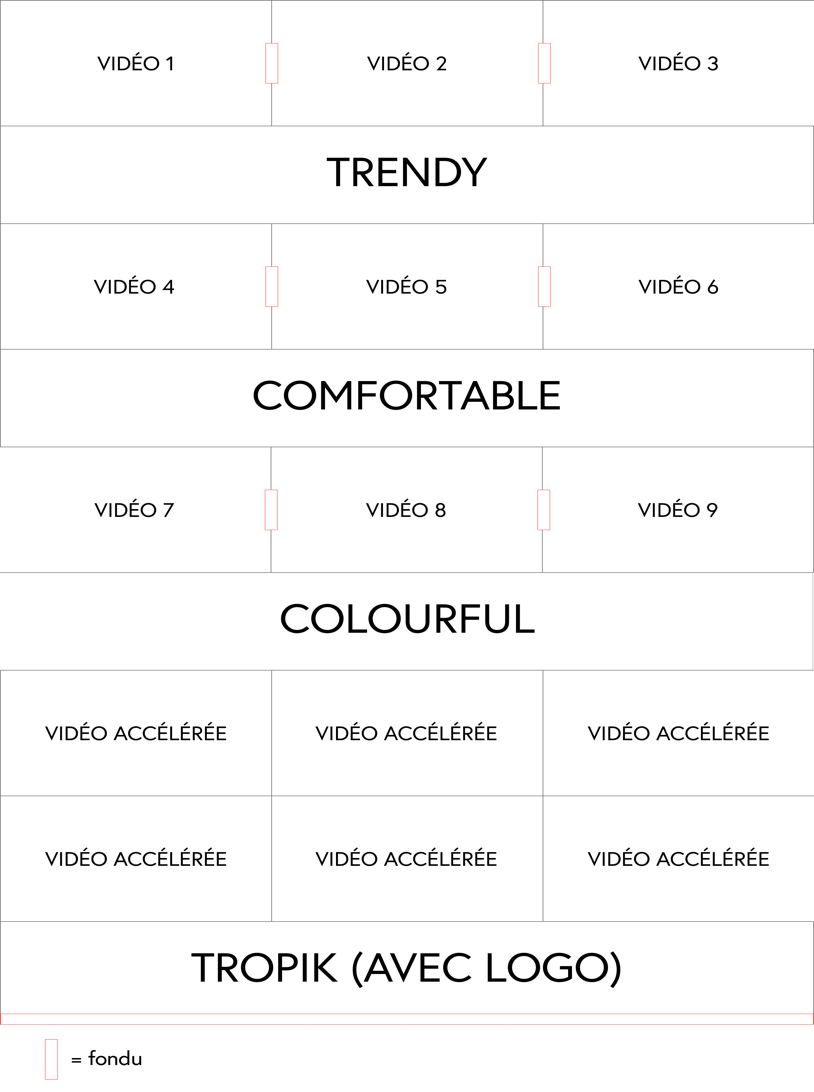 VIDÉO 1 VIDÉO 2 VIDÉO 3
TRENDY
VIDÉO 4 VIDÉO 5 VIDÉO 6
COMFORTABLE
VIDÉO 7 VIDÉO 8 VIDÉO 9
COLOURFUL
VIDÉO ACCÉLÉRÉE VIDÉO ACCÉLÉRÉE VIDÉO ACCÉLÉRÉE
VIDÉO ACCÉLÉRÉE VIDÉO ACCÉLÉRÉE VIDÉO ACCÉLÉRÉE
TROPIK (AVEC LOGO)
= fondu